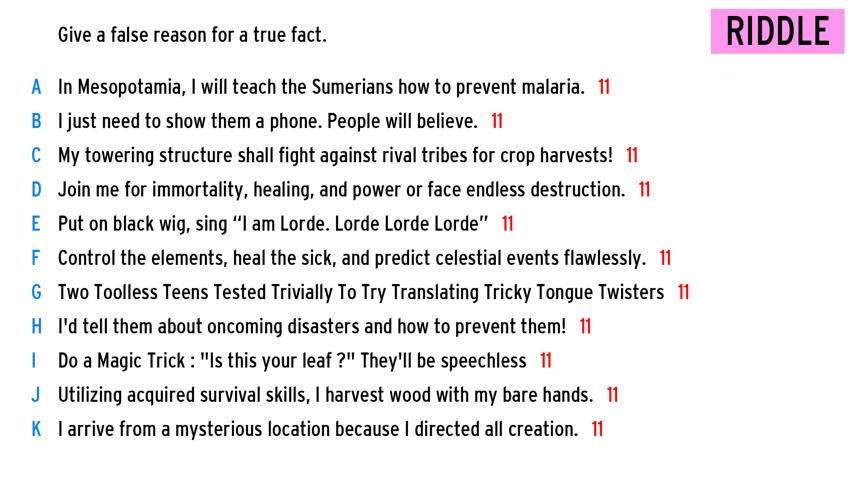 Give a false reason for a true fact.
RIDDLE
A In Mesopotamia, I will teach the Sumerians how to prevent malaria. 11
B I just need to show them a phone. People will believe. 11
C My towering structure shall fight against rival tribes for crop harvests! 11
D Join me for immortality, healing, and power or face endless destruction. 11
E Put on black wig, sing “I am Lorde. Lorde Lorde Lorde” 11
F Control the elements, heal the sick, and predict celestial events flawlessly. 11
G Two Toolless Teens Tested Trivially To Try Translating Tricky Tongue Twisters 11
H I'd tell them about oncoming disasters and how to prevent them! 11
I Do a Magic Trick : "Is this your leaf ?" They'll be speechless 11
J Utilizing acquired survival skills, I harvest wood with my bare hands. 11
K I arrive from a mysterious location because I directed all creation. 11